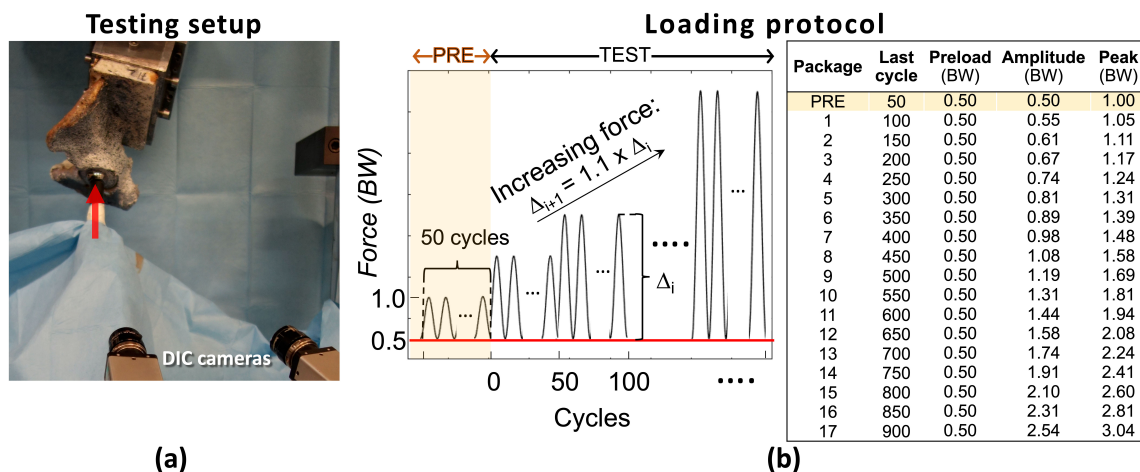 Testing setup
Loading protocol
DIC cameras
(a)
PRE TEST
Force (BW)
1.0
0.5
50 cycles
Increasing force:
Δi+1 = 1.1 x Δi
Δi
...
...
...
....
...
0 50 100 ....
Cycles
Package Last cycle Preload (BW) Amplitude (BW) Peak (BW)
PRE 50 0.50 0.50 1.00
1 100 0.50 0.55 1.05
2 150 0.50 0.61 1.11
3 200 0.50 0.67 1.17
4 250 0.50 0.74 1.24
5 300 0.50 0.81 1.31
6 350 0.50 0.89 1.39
7 400 0.50 0.98 1.48
8 450 0.50 1.08 1.58
9 500 0.50 1.19 1.69
10 550 0.50 1.31 1.81
11 600 0.50 1.44 1.94
12 650 0.50 1.58 2.08
13 700 0.50 1.74 2.24
14 750 0.50 1.91 2.41
15 800 0.50 2.10 2.60
16 850 0.50 2.31 2.81
17 900 0.50 2.54 3.04
(b)